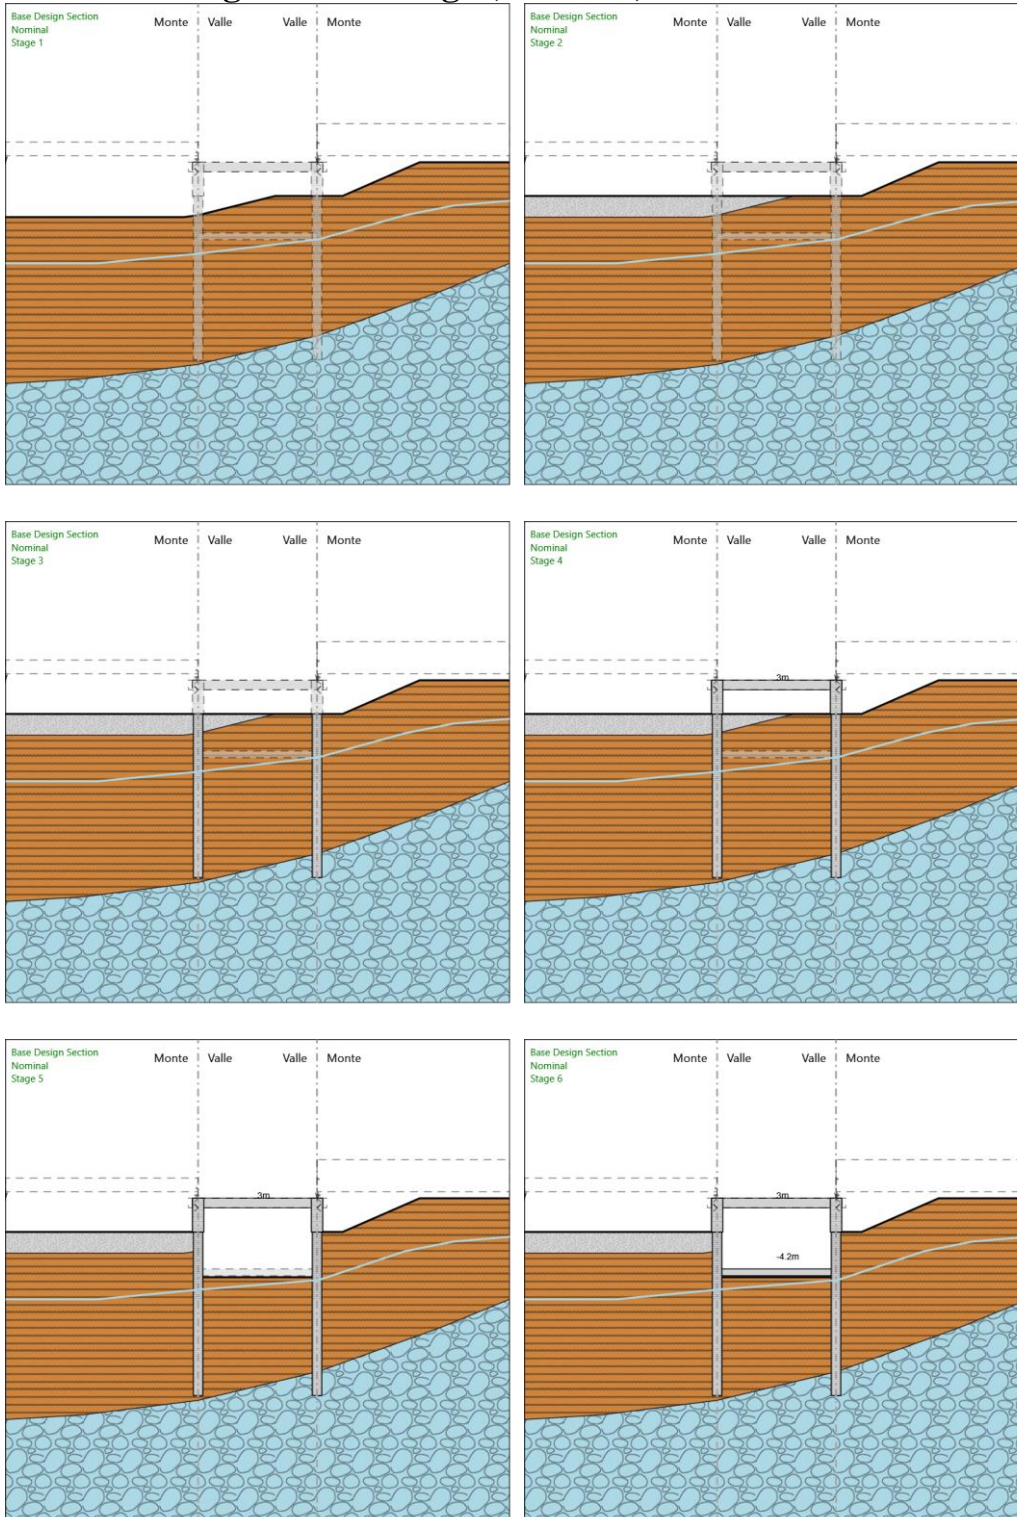 Base Design Section
Nominal
Stage 1
Monte Valle Valle Monte
Base Design Section
Nominal
Stage 2
Monte Valle Valle Monte
Base Design Section
Nominal
Stage 3
Monte Valle Valle Monte
Base Design Section
Nominal
Stage 4
Monte Valle Valle Monte
3m
Base Design Section
Nominal
Stage 5
Monte Valle Valle Monte
3m
Base Design Section
Nominal
Stage 6
Monte Valle Valle Monte
3m
-4.2m